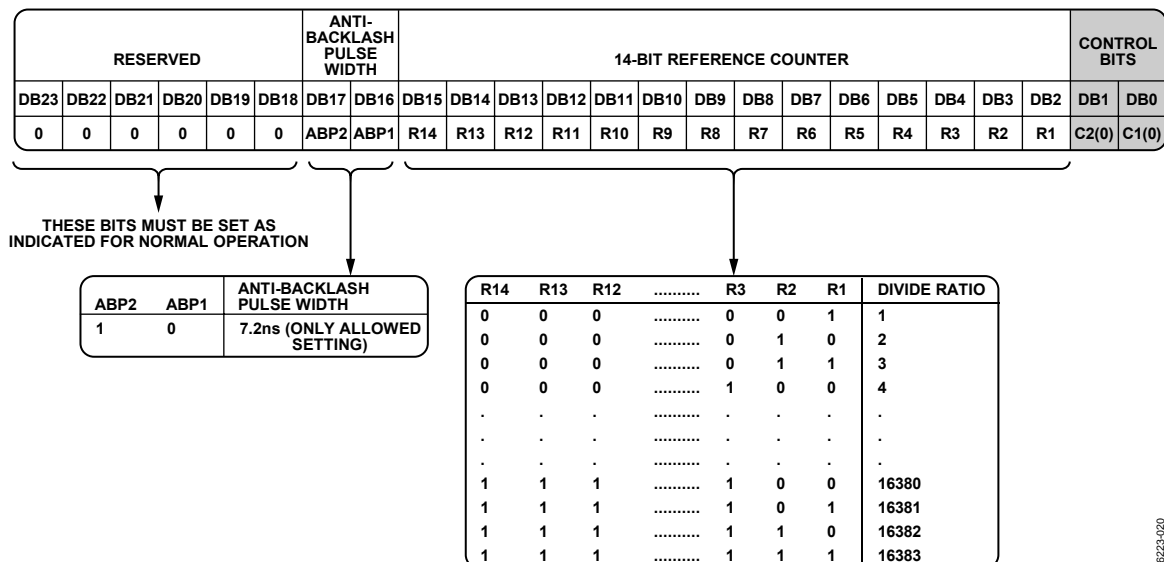 RESERVED
ANTI-
BACKLASH
PULSE
WIDTH
14-BIT REFERENCE COUNTER
CONTROL
BITS
DB23 DB22 DB21 DB20 DB19 DB18 DB17 DB16 DB15 DB14 DB13 DB12 DB11 DB10 DB9 DB8 DB7 DB6 DB5 DB4 DB3 DB2 DB1 DB0
0 0 0 0 0 0 ABP2 ABP1 R14 R13 R12 R11 R10 R9 R8 R7 R6 R5 R4 R3 R2 R1 C2(0) C1(0)
THESE BITS MUST BE SET AS
INDICATED FOR NORMAL OPERATION
ABP2 ABP1 ANTI-BACKLASH
PULSE WIDTH
1 0 7.2ns (ONLY ALLOWED
SETTING)
R14 R13 R12 .......... R3 R2 R1 DIVIDE RATIO
0 0 0 .......... 0 0 1 1
0 0 0 .......... 0 1 0 2
0 0 0 .......... 0 1 1 3
0 0 0 .......... 1 0 0 4
. . . .......... . . . .
. . . .......... . . . .
. . . .......... . . . .
1 1 1 .......... 1 0 0 16380
1 1 1 .......... 1 0 1 16381
1 1 1 .......... 1 1 0 16382
1 1 1 .......... 1 1 1 16383
6223-020